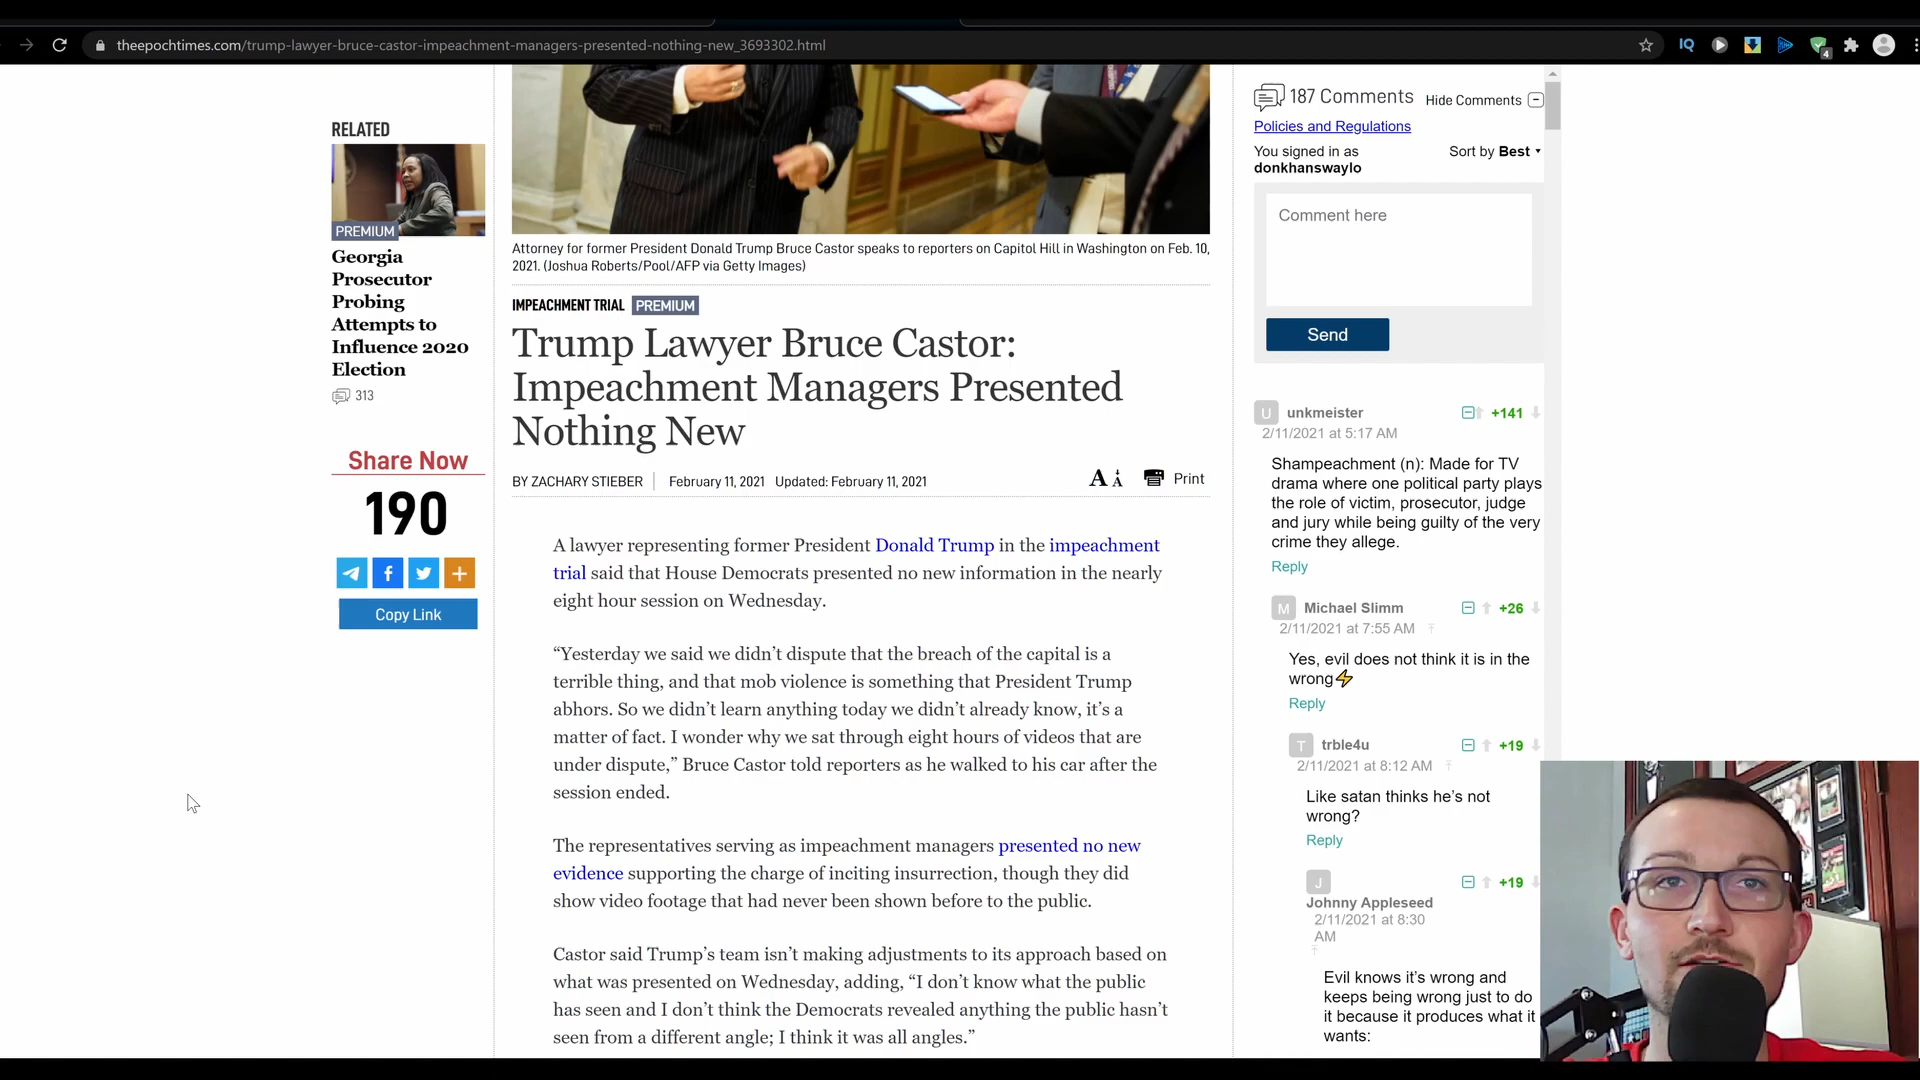 theepochtimes.com/trump-lawyer-bruce-castor-impeachment-managers-presented-nothing-new_3693302.html
IQ
4
RELATED
PREMIUM
Georgia
Prosecutor
Probing
Attempts to
Influence 2020
Election
313
Share Now
190
Copy Link
Attorney for former President Donald Trump Bruce Castor speaks to reporters on Capitol Hill in Washington on Feb. 10,
2021. (Joshua Roberts/Pool/AFP via Getty Images)
IMPEACHMENT TRIAL PREMIUM
Trump Lawyer Bruce Castor:
Impeachment Managers Presented
Nothing New
BY ZACHARY STIEBER February 11, 2021 Updated: February 11, 2021
A A Print
A lawyer representing former President Donald Trump in the impeachment
trial said that House Democrats presented no new information in the nearly
eight hour session on Wednesday.
“Yesterday we said we didn’t dispute that the breach of the capital is a
terrible thing, and that mob violence is something that President Trump
abhors. So we didn’t learn anything today we didn’t already know, it’s a
matter of fact. I wonder why we sat through eight hours of videos that are
under dispute,” Bruce Castor told reporters as he walked to his car after the
session ended.
The representatives serving as impeachment managers presented no new
evidence supporting the charge of inciting insurrection, though they did
show video footage that had never been shown before to the public.
Castor said Trump’s team isn’t making adjustments to its approach based on
what was presented on Wednesday, adding, “I don’t know what the public
has seen and I don’t think the Democrats revealed anything the public hasn’t
seen from a different angle; I think it was all angles.”
187 Comments Hide Comments
Policies and Regulations
You signed in as
donkhanswaylo
Sort by Best
Comment here
Send
U unkmeister +141
2/11/2021 at 5:17 AM
Shampeachment (n): Made for TV
drama where one political party plays
the role of victim, prosecutor, judge
and jury while being guilty of the very
crime they allege.
Reply
M Michael Slimm +26
2/11/2021 at 7:55 AM
Yes, evil does not think it is in the
wrong⚡
Reply
T trble4u +19
2/11/2021 at 8:12 AM
Like satan thinks he’s not
wrong?
Reply
J +19
Johnny Appleseed
2/11/2021 at 8:30
AM
Evil knows it’s wrong and
keeps being wrong just to do
it because it produces what it
wants: